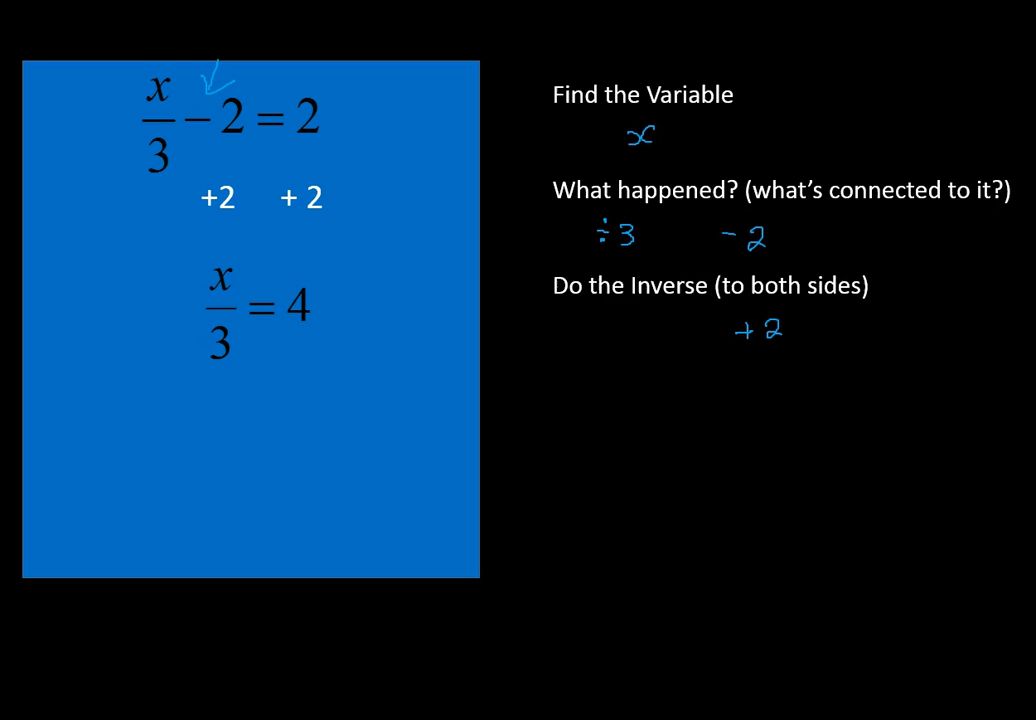 x/3 − 2 = 2
+2 + 2
x/3 = 4
Find the Variable
x
What happened? (what's connected to it?)
÷3 − 2
Do the Inverse (to both sides)
+ 2